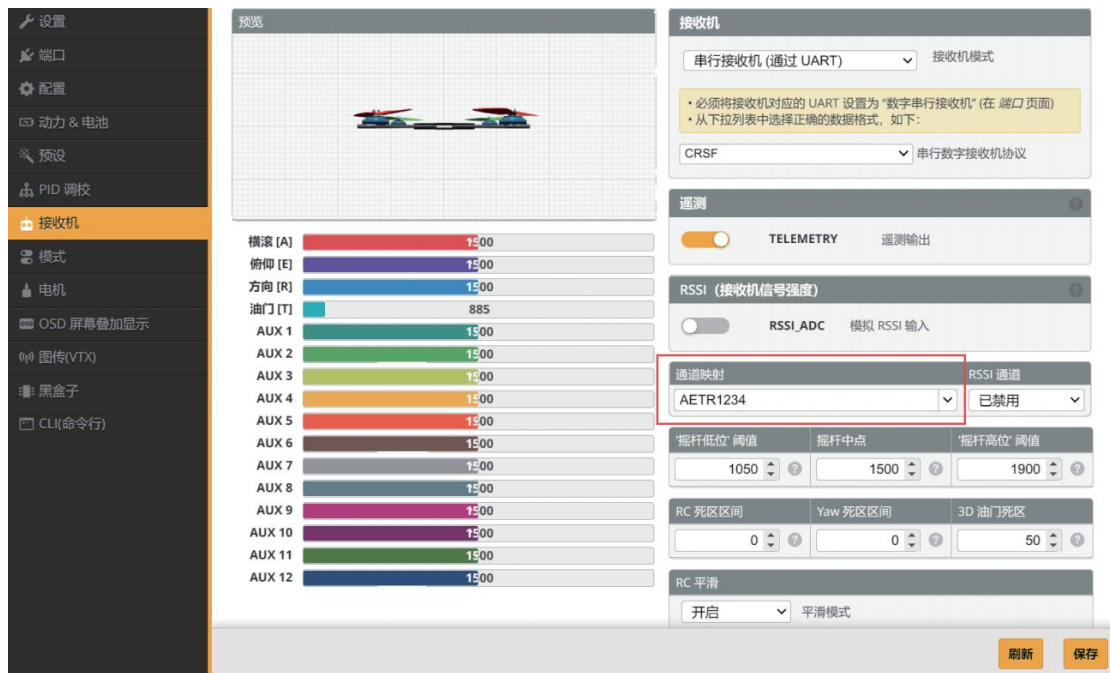 设置
端口
配置
动力 & 电池
预设
PID 调校
接收机
模式
电机
OSD 屏幕叠加显示
图传(VTX)
黑盒子
CLI(命令行)
预览
横滚 [A] 1500
俯仰 [E] 1500
方向 [R] 1500
油门 [T] 885
AUX 1 1500
AUX 2 1500
AUX 3 1500
AUX 4 1500
AUX 5 1500
AUX 6 1500
AUX 7 1500
AUX 8 1500
AUX 9 1500
AUX 10 1500
AUX 11 1500
AUX 12 1500
接收机
串行接收机 (通过 UART) 接收机模式
• 必须将接收机对应的 UART 设置为 "数字串行接收机" (在 端口 页面)
• 从下拉列表中选择正确的数据格式，如下：
CRSF 串行数字接收机协议
遥测
TELEMETRY 遥测输出
RSSI（接收机信号强度）
RSSI_ADC 模拟 RSSI 输入
通道映射 RSSI 通道
AETR1234 已禁用
'摇杆低位' 阈值 摇杆中点 '摇杆高位' 阈值
1050 1500 1900
RC 死区区间 Yaw 死区区间 3D 油门死区
0 0 50
RC 平滑
开启 平滑模式
刷新 保存